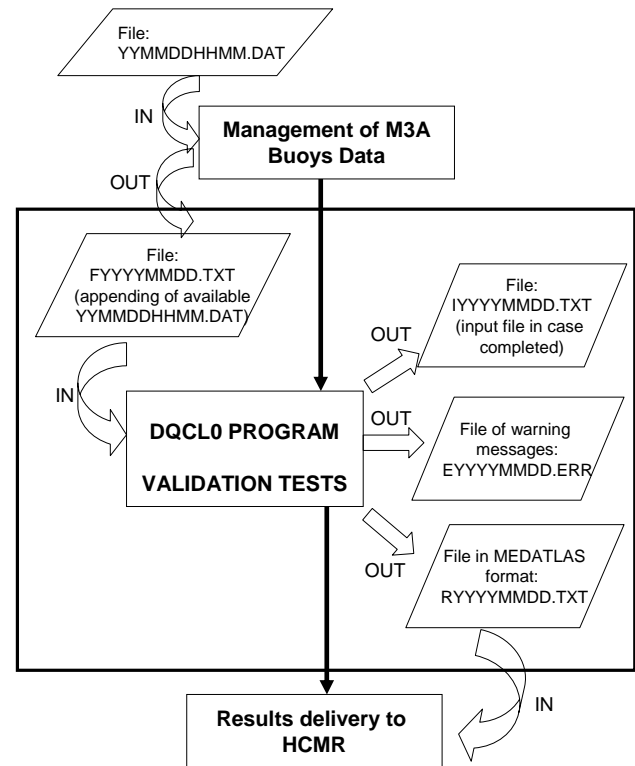 File:
YYMMDDHHMM.DAT
IN
Management of M3A
Buoys Data
OUT
File:
FYYYYMMDD.TXT
(appending of available
YYMMDDHHMM.DAT)
File:
IYYYYMMDD.TXT
(input file in case
completed)
OUT
IN
DQCL0 PROGRAM
VALIDATION TESTS
OUT
File of warning
messages:
EYYYYMMDD.ERR
OUT
File in MEDATLAS
format:
RYYYYMMDD.TXT
IN
Results delivery to
HCMR